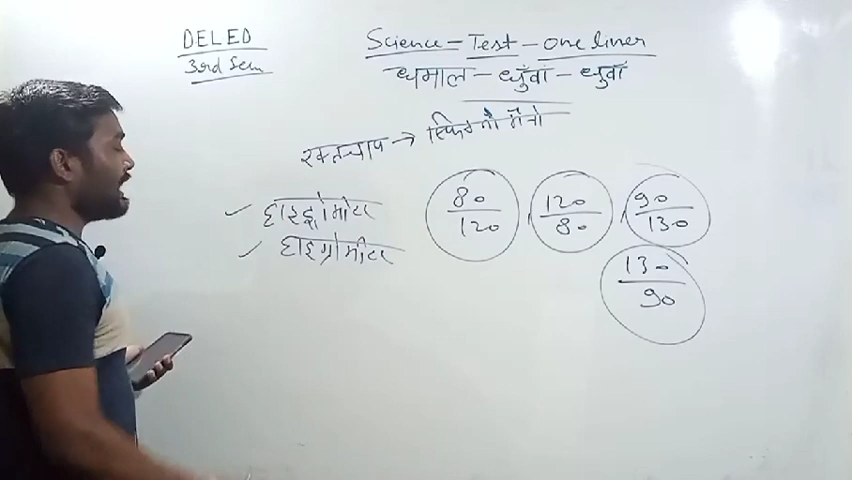 DELED
3rd Sem
Science - Test - one liner
धमाल - धुँवा - धुवाँ
रक्तचाप →
हाइड्रोमीटर
हाइग्रोमीटर
80/120, 120/80, 90/130
130/90